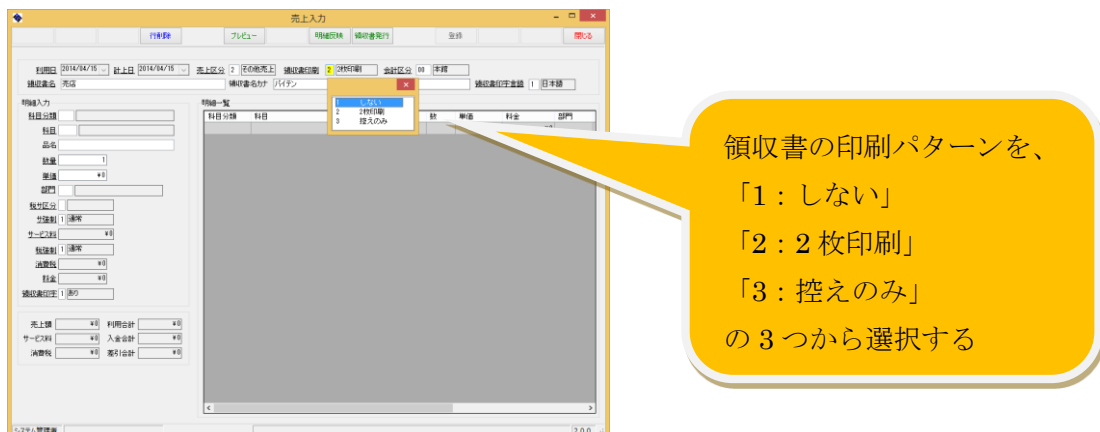 売上入力
行削除 プレビュー 明細反映 領収書発行 登録 閉じる
利用日 2014/04/15 計上日 2014/04/15 売上区分 2 その他売上 領収書印刷 2 2枚印刷 会計区分 00 本館
領収書名 売店 領収書名カナ バイテン 領収書印字言語 1 日本語
明細入力 明細一覧
科目分類
科目
品名
数量 1
単価 ¥0
部門
税サ区分
サ強制 1 通常
サービス料 ¥0
税強制 1 通常
消費税 ¥0
料金 ¥0
領収書印字 1 あり
科目分類 科目 数 単価 料金 部門
1 しない
2 2枚印刷
3 控えのみ
売上額 ¥0 利用合計 ¥0
サービス料 ¥0 入金合計 ¥0
消費税 ¥0 差引合計 ¥0
システム管理者 2.0.0
領収書の印刷パターンを、
「1：しない」
「2：2 枚印刷」
「3：控えのみ」
の 3 つから選択する